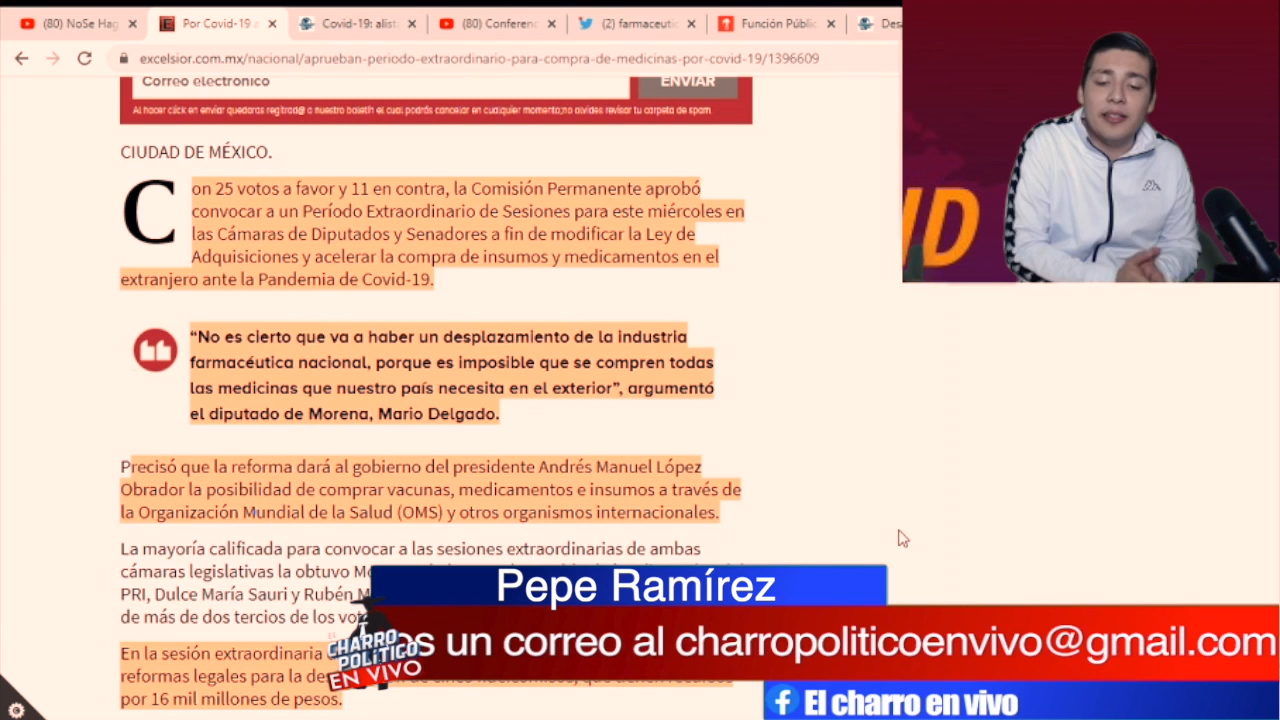 (80) NoSe Hag
Por Covid-19 a
Covid-19: alist
(80) Conferenc
(2) farmaceutic
Función Públic
Des
excelsior.com.mx/nacional/aprueban-periodo-extraordinario-para-compra-de-medicinas-por-covid-19/1396609
Correo electrónico
ENVIAR
Al hacer click en enviar quedaras regitrad@ a nuestro boletín el cual podrás cancelar en cualquier momento;no olvides revisar tu carpeta de spam.
CIUDAD DE MÉXICO.
Con 25 votos a favor y 11 en contra, la Comisión Permanente aprobó
convocar a un Período Extraordinario de Sesiones para este miércoles en
las Cámaras de Diputados y Senadores a fin de modificar la Ley de
Adquisiciones y acelerar la compra de insumos y medicamentos en el
extranjero ante la Pandemia de Covid-19.
“No es cierto que va a haber un desplazamiento de la industria
farmacéutica nacional, porque es imposible que se compren todas
las medicinas que nuestro país necesita en el exterior”, argumentó
el diputado de Morena, Mario Delgado.
Precisó que la reforma dará al gobierno del presidente Andrés Manuel López
Obrador la posibilidad de comprar vacunas, medicamentos e insumos a través de
la Organización Mundial de la Salud (OMS) y otros organismos internacionales.
La mayoría calificada para convocar a las sesiones extraordinarias de ambas
cámaras legislativas la obtuvo Mo
PRI, Dulce María Sauri y Rubén M
de más de dos tercios de los vot
En la sesión extraordinaria
reformas legales para la de
por 16 mil millones de pesos.
ID
Pepe Ramírez
os un correo al charropoliticoenvivo@gmail.com
EL CHARRO
POLÍTICO
EN VIVO
El charro en vivo